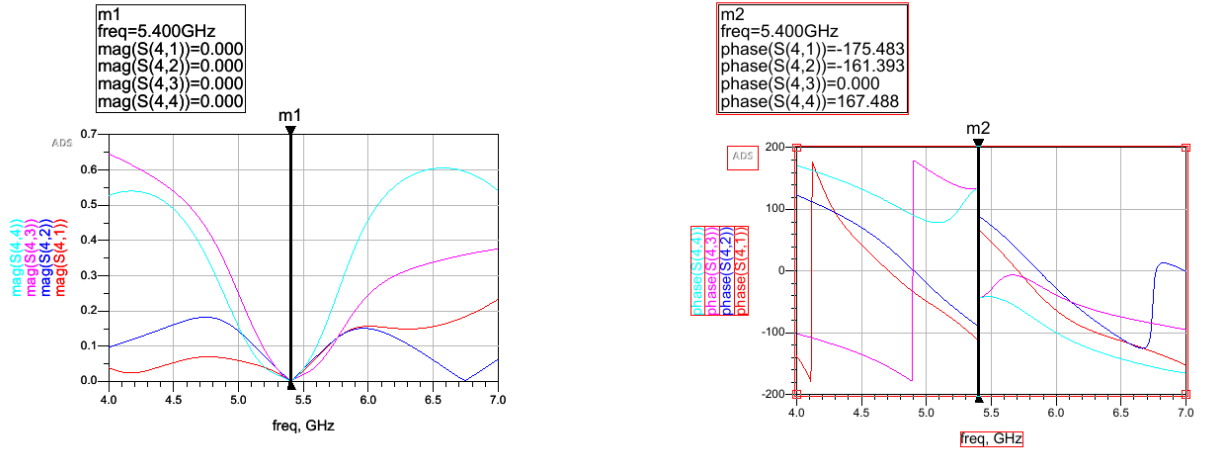 m1
freq=5.400GHz
mag(S(4,1))=0.000
mag(S(4,2))=0.000
mag(S(4,3))=0.000
mag(S(4,4))=0.000
m1
ADS
0.7
0.6
0.5
0.4
0.3
0.2
0.1
0.0
4.0 4.5 5.0 5.5 6.0 6.5 7.0
freq, GHz
mag(S(4,4))
mag(S(4,3))
mag(S(4,2))
mag(S(4,1))
m2
freq=5.400GHz
phase(S(4,1))=-175.483
phase(S(4,2))=-161.393
phase(S(4,3))=0.000
phase(S(4,4))=167.488
m2
ADS
200
100
0
-100
-200
4.0 4.5 5.0 5.5 6.0 6.5 7.0
freq, GHz
phase(S(4,4))
phase(S(4,3))
phase(S(4,2))
phase(S(4,1))